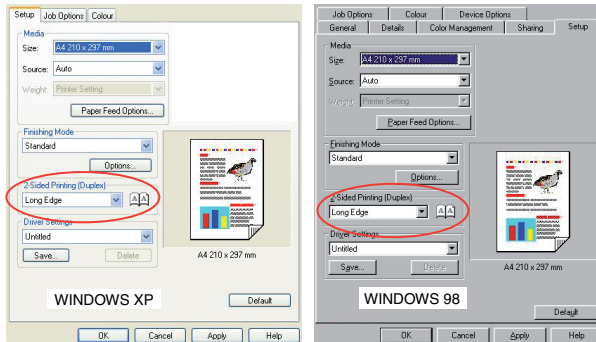 Setup Job Options Colour
Media
Size: A4 210 x 297 mm
Source: Auto
Weight: Printer Setting
Paper Feed Options...
Finishing Mode
Standard
Options...
2-Sided Printing (Duplex)
Long Edge
A A
Driver Settings
Untitled
Save... Delete
A4 210 x 297 mm
WINDOWS XP
Default
OK Cancel Apply Help
Job Options Colour Device Options
General Details Color Management Sharing Setup
Media
Size: A4 210 x 297 mm
Source: Auto
Weight: Printer Setting
Paper Feed Options...
Finishing Mode
Standard
Options...
2-Sided Printing (Duplex)
Long Edge
A A
Driver Settings
Untitled
Save... Delete
A4 210 x 297 mm
WINDOWS 98
Default
OK Cancel Apply Help